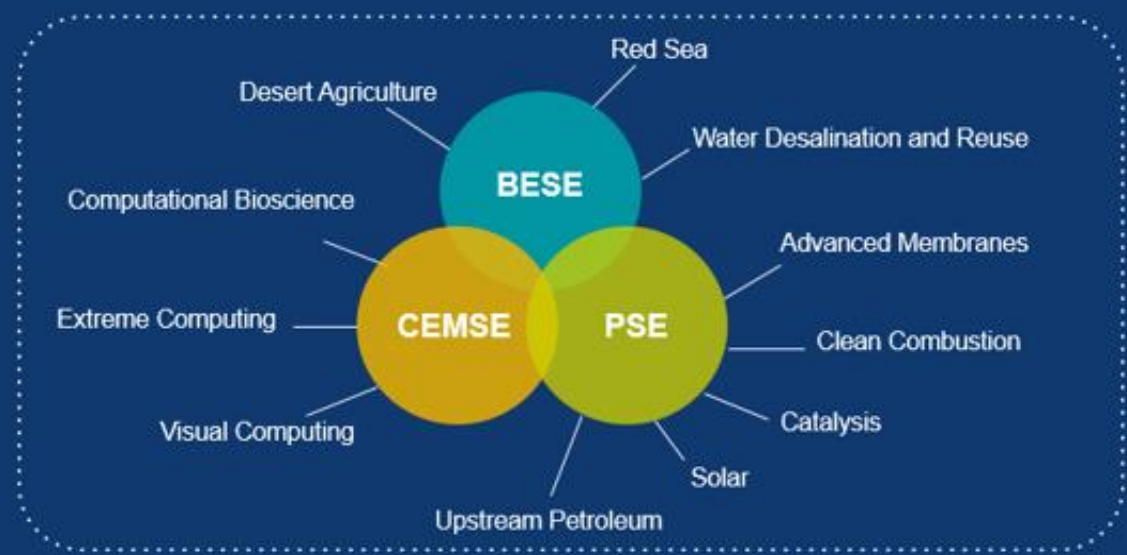 Red Sea
Desert Agriculture
Water Desalination and Reuse
BESE
Computational Bioscience
Advanced Membranes
Extreme Computing
CEMSE
PSE
Clean Combustion
Visual Computing
Catalysis
Solar
Upstream Petroleum